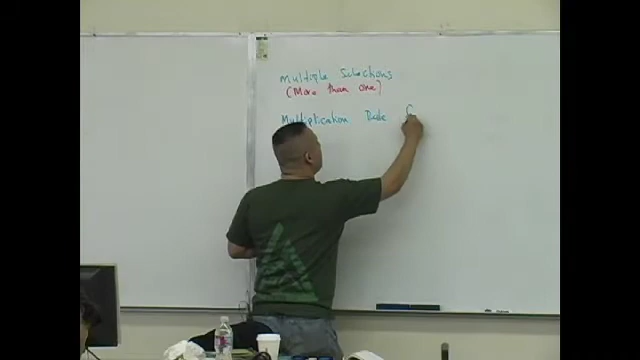 Multiple Selections
(More than one)
Multiplication Rule f